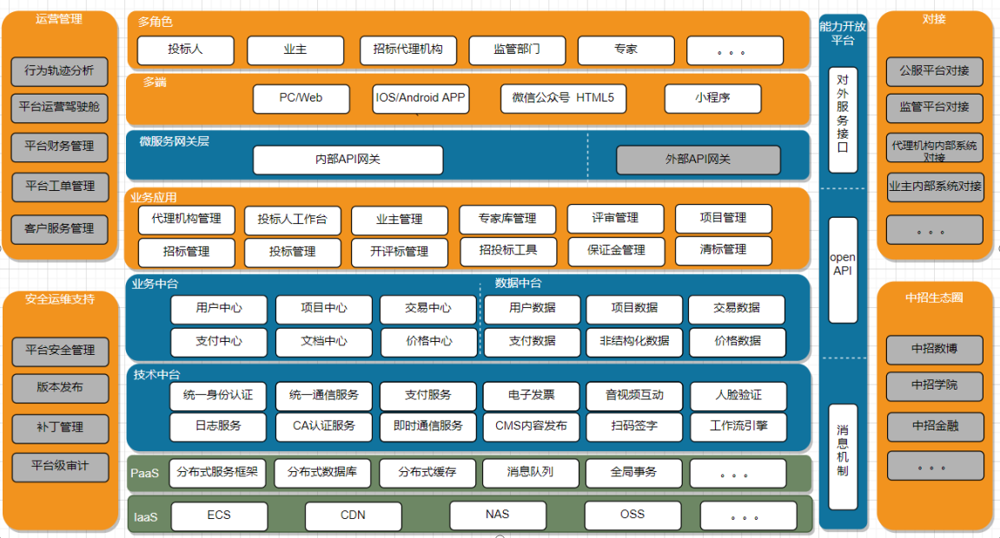 运营管理
行为轨迹分析
平台运营驾驶舱
平台财务管理
平台工单管理
客户服务管理
安全运维支持
平台安全管理
版本发布
补丁管理
平台级审计
多角色
投标人
业主
招标代理机构
监管部门
专家
。。。
多端
PC/Web
IOS/Android APP
微信公众号 HTML5
小程序
微服务网关层
内部API网关
外部API网关
业务应用
代理机构管理
投标人工作台
业主管理
专家库管理
评审管理
项目管理
招标管理
投标管理
开评标管理
招投标工具
保证金管理
清标管理
业务中台
用户中心
项目中心
交易中心
支付中心
文档中心
价格中心
数据中台
用户数据
项目数据
交易数据
支付数据
非结构化数据
价格数据
技术中台
统一身份认证
统一通信服务
支付服务
电子发票
音视频互动
人脸验证
日志服务
CA认证服务
即时通信服务
CMS内容发布
扫码签字
工作流引擎
PaaS
分布式服务框架
分布式数据库
分布式缓存
消息队列
全局事务
。。。
IaaS
ECS
CDN
NAS
OSS
。。。
能力开放
平台
对
外
服
务
接
口
open
API
消
息
机
制
对接
公服平台对接
监管平台对接
代理机构内部系统
对接
业主内部系统对接
。。。
中招生态圈
中招数博
中招学院
中招金融
。。。